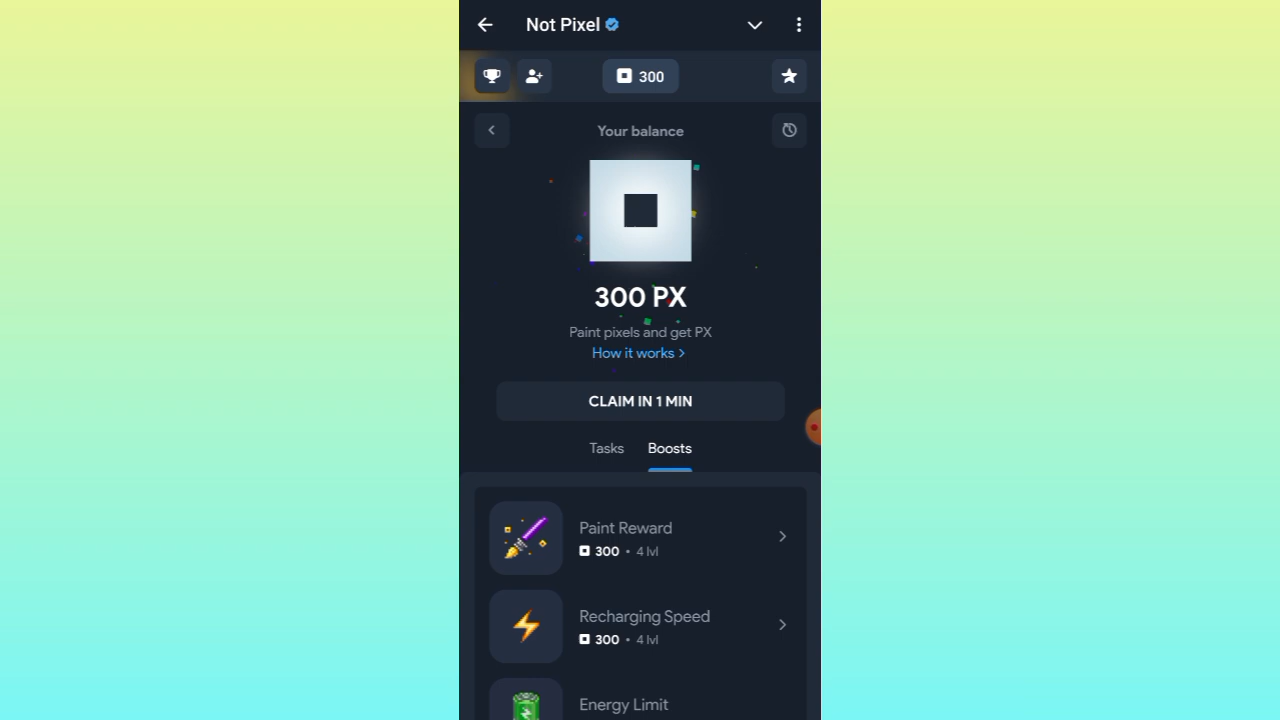 Not Pixel
300
Your balance
300 PX
Paint pixels and get PX
How it works >
CLAIM IN 1 MIN
Tasks Boosts
Paint Reward
300 • 4 lvl
Recharging Speed
300 • 4 lvl
Energy Limit